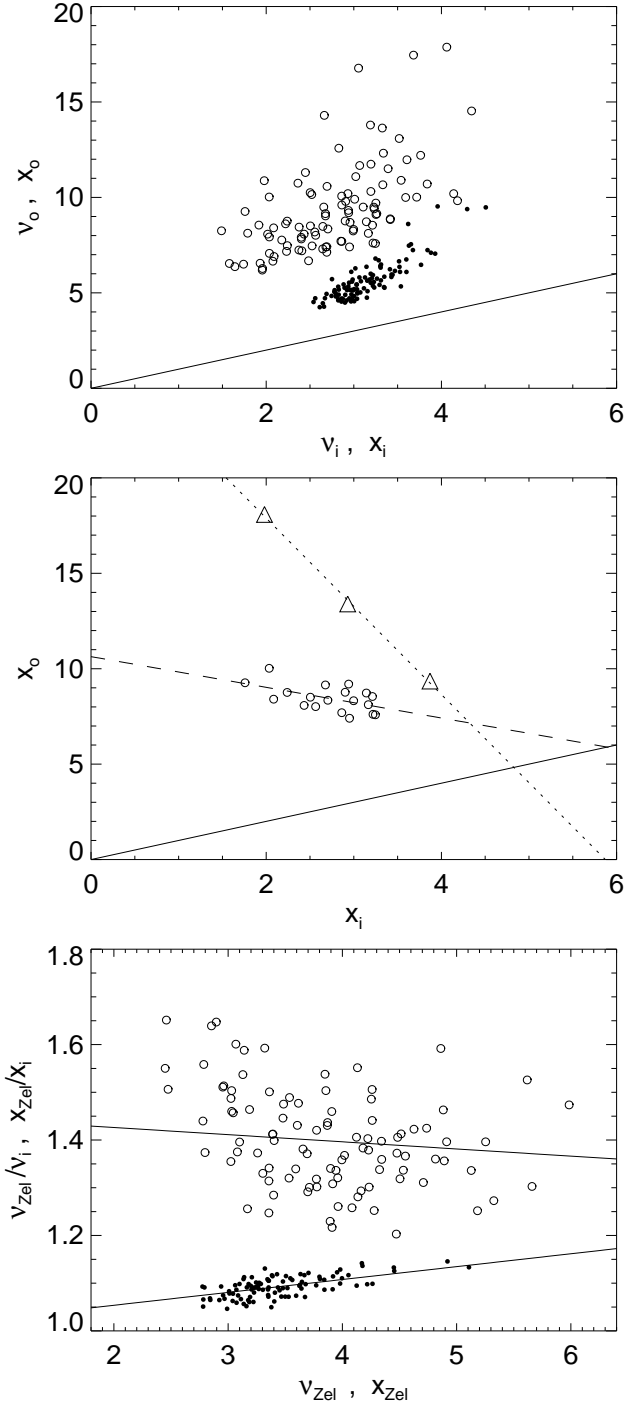 20
15
10
5
0
ν_o , x_o
0 2 4 6
ν_i , x_i
20
15
10
5
0
x_o
0 2 4 6
x_i
1.8
1.6
1.4
1.2
1.0
ν_Zel/ν_i , x_Zel/x_i
2 3 4 5 6
ν_Zel , x_Zel